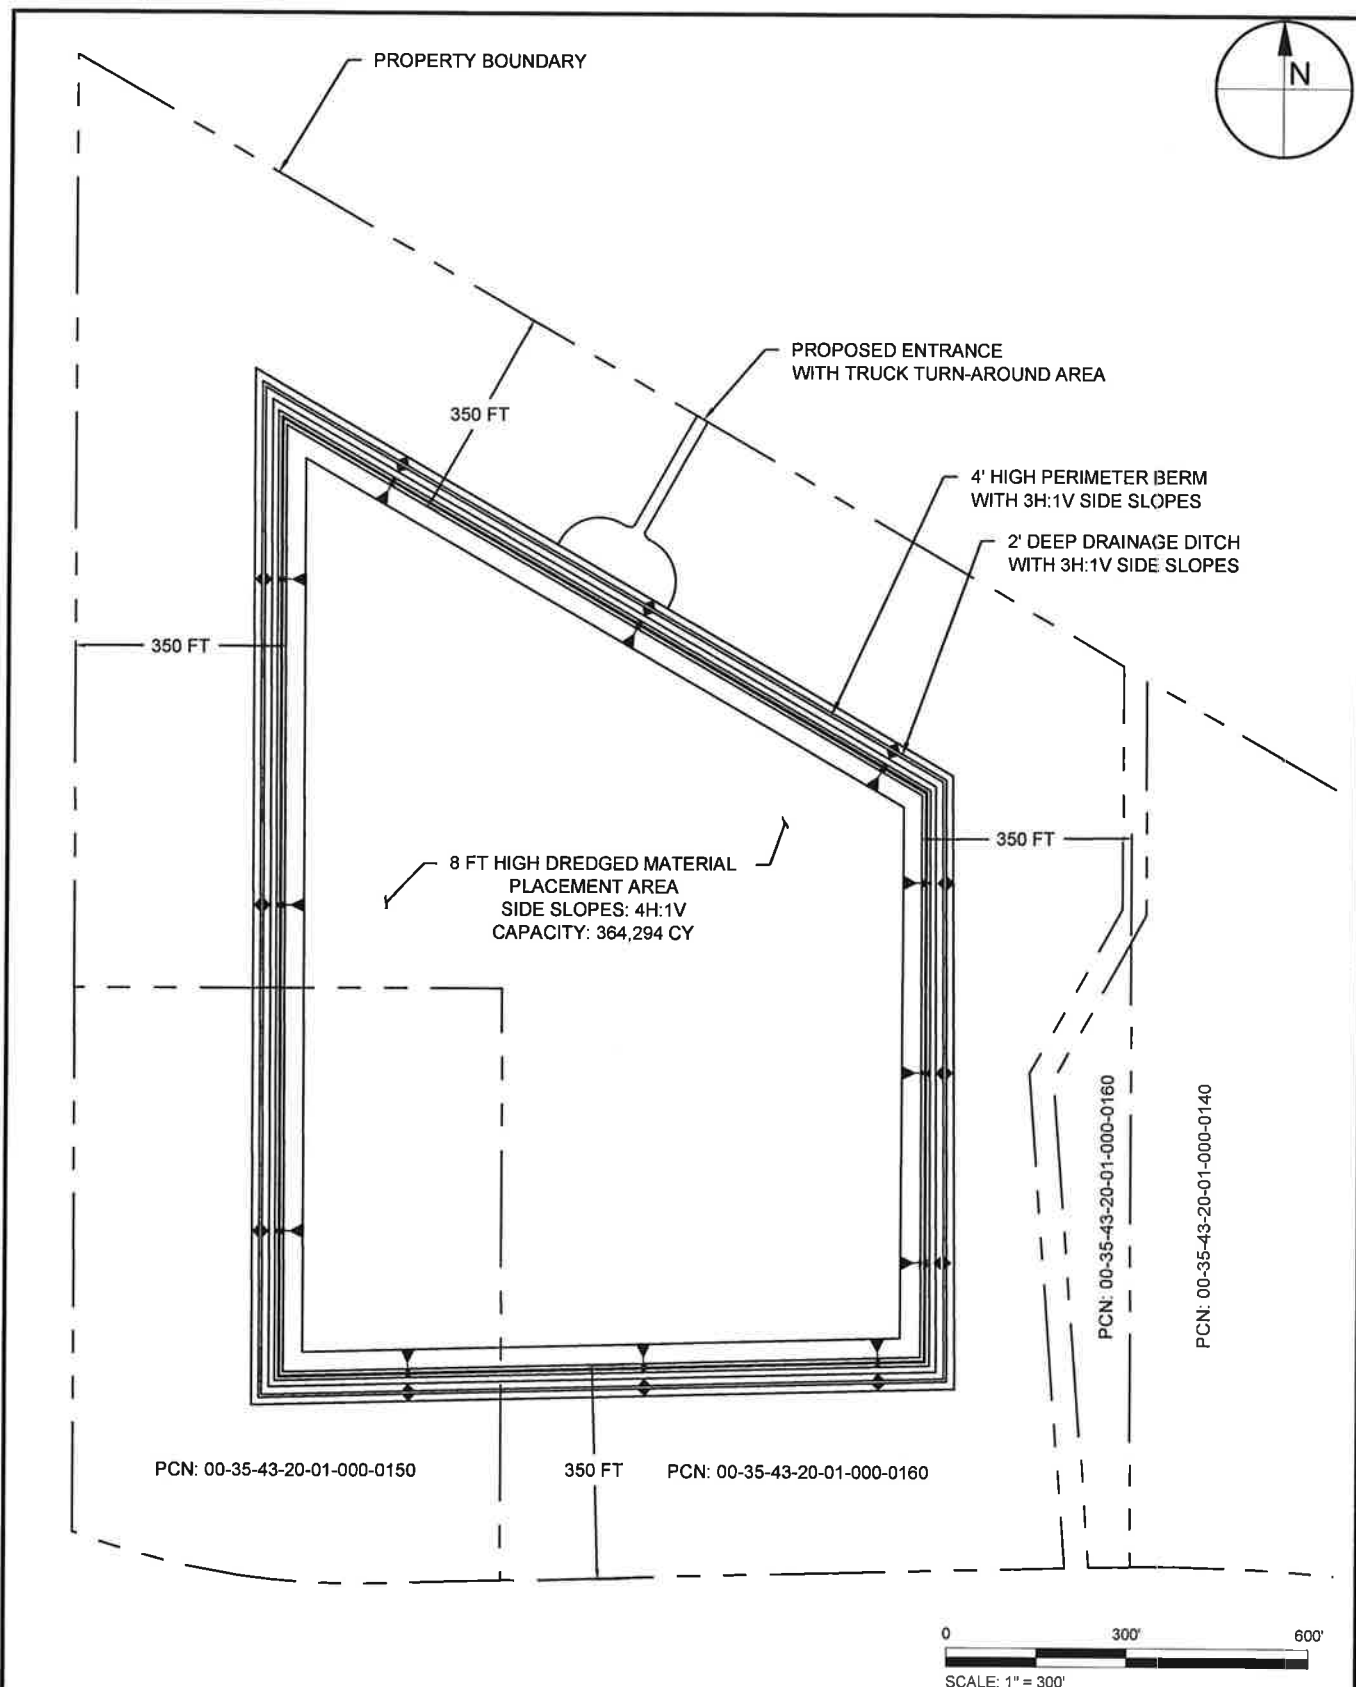 PROPERTY BOUNDARY
N
PROPOSED ENTRANCE
WITH TRUCK TURN-AROUND AREA
350 FT
4' HIGH PERIMETER BERM
WITH 3H:1V SIDE SLOPES
2' DEEP DRAINAGE DITCH
WITH 3H:1V SIDE SLOPES
350 FT
350 FT
8 FT HIGH DREDGED MATERIAL
PLACEMENT AREA
SIDE SLOPES: 4H:1V
CAPACITY: 364,294 CY
PCN: 00-35-43-20-01-000-0160
PCN: 00-35-43-20-01-000-0140
PCN: 00-35-43-20-01-000-0150
350 FT
PCN: 00-35-43-20-01-000-0160
0 300' 600'
SCALE: 1" = 300'